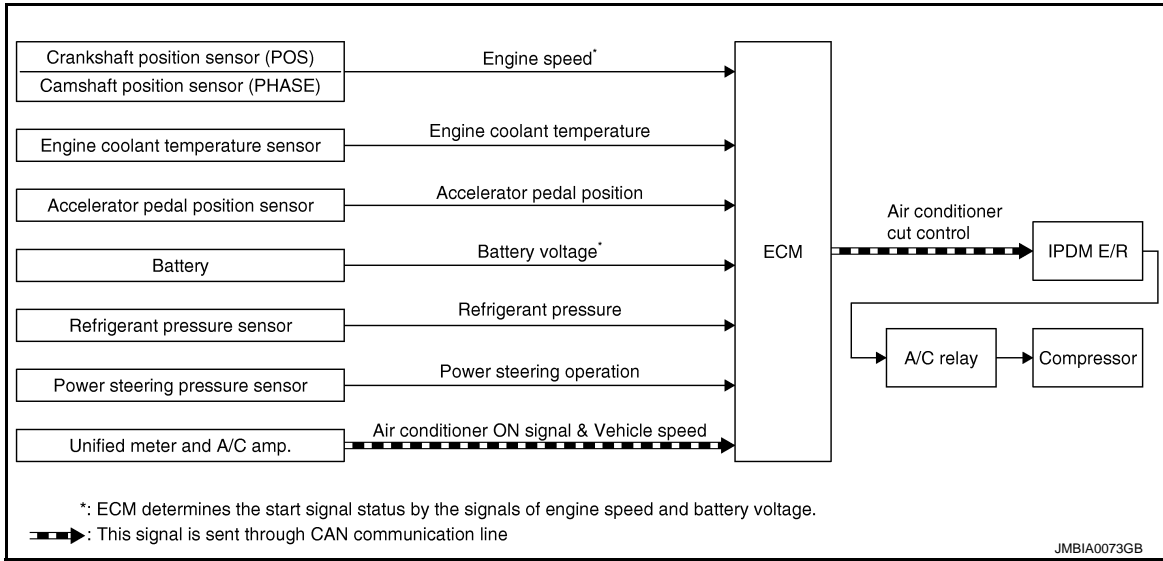 Crankshaft position sensor (POS)
Camshaft position sensor (PHASE)
Engine speed*
Engine coolant temperature sensor
Engine coolant temperature
Accelerator pedal position sensor
Accelerator pedal position
Battery
Battery voltage*
Refrigerant pressure sensor
Refrigerant pressure
Power steering pressure sensor
Power steering operation
Unified meter and A/C amp.
Air conditioner ON signal & Vehicle speed
ECM
Air conditioner
cut control
IPDM E/R
A/C relay
Compressor
*: ECM determines the start signal status by the signals of engine speed and battery voltage.
: This signal is sent through CAN communication line
JMBIA0073GB